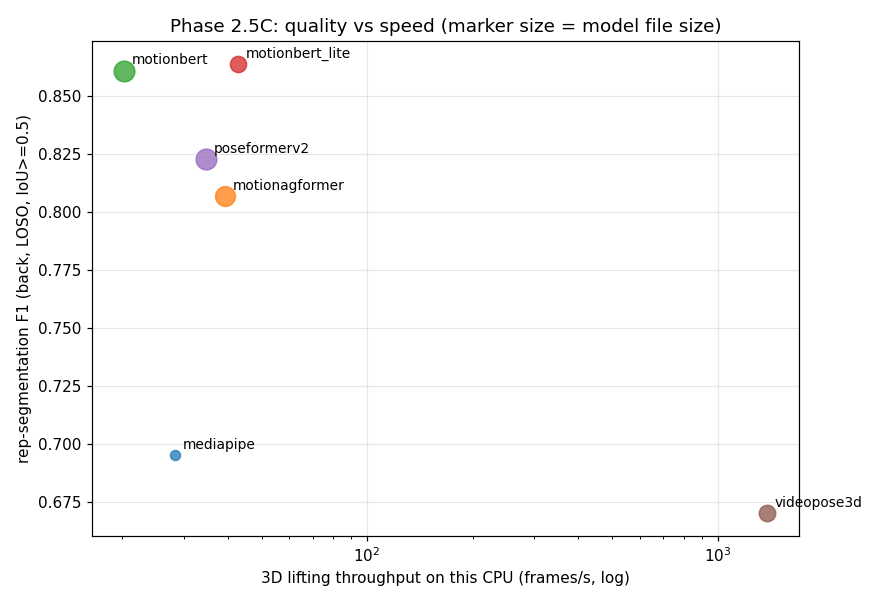 Phase 2.5C: quality vs speed (marker size = model file size)
motionbert
motionbert_lite
poseformerv2
motionagformer
mediapipe
videopose3d
0.850
0.825
0.800
0.775
0.750
0.725
0.700
0.675
rep-segmentation F1 (back, LOSO, IoU>=0.5)
10²
10³
3D lifting throughput on this CPU (frames/s, log)